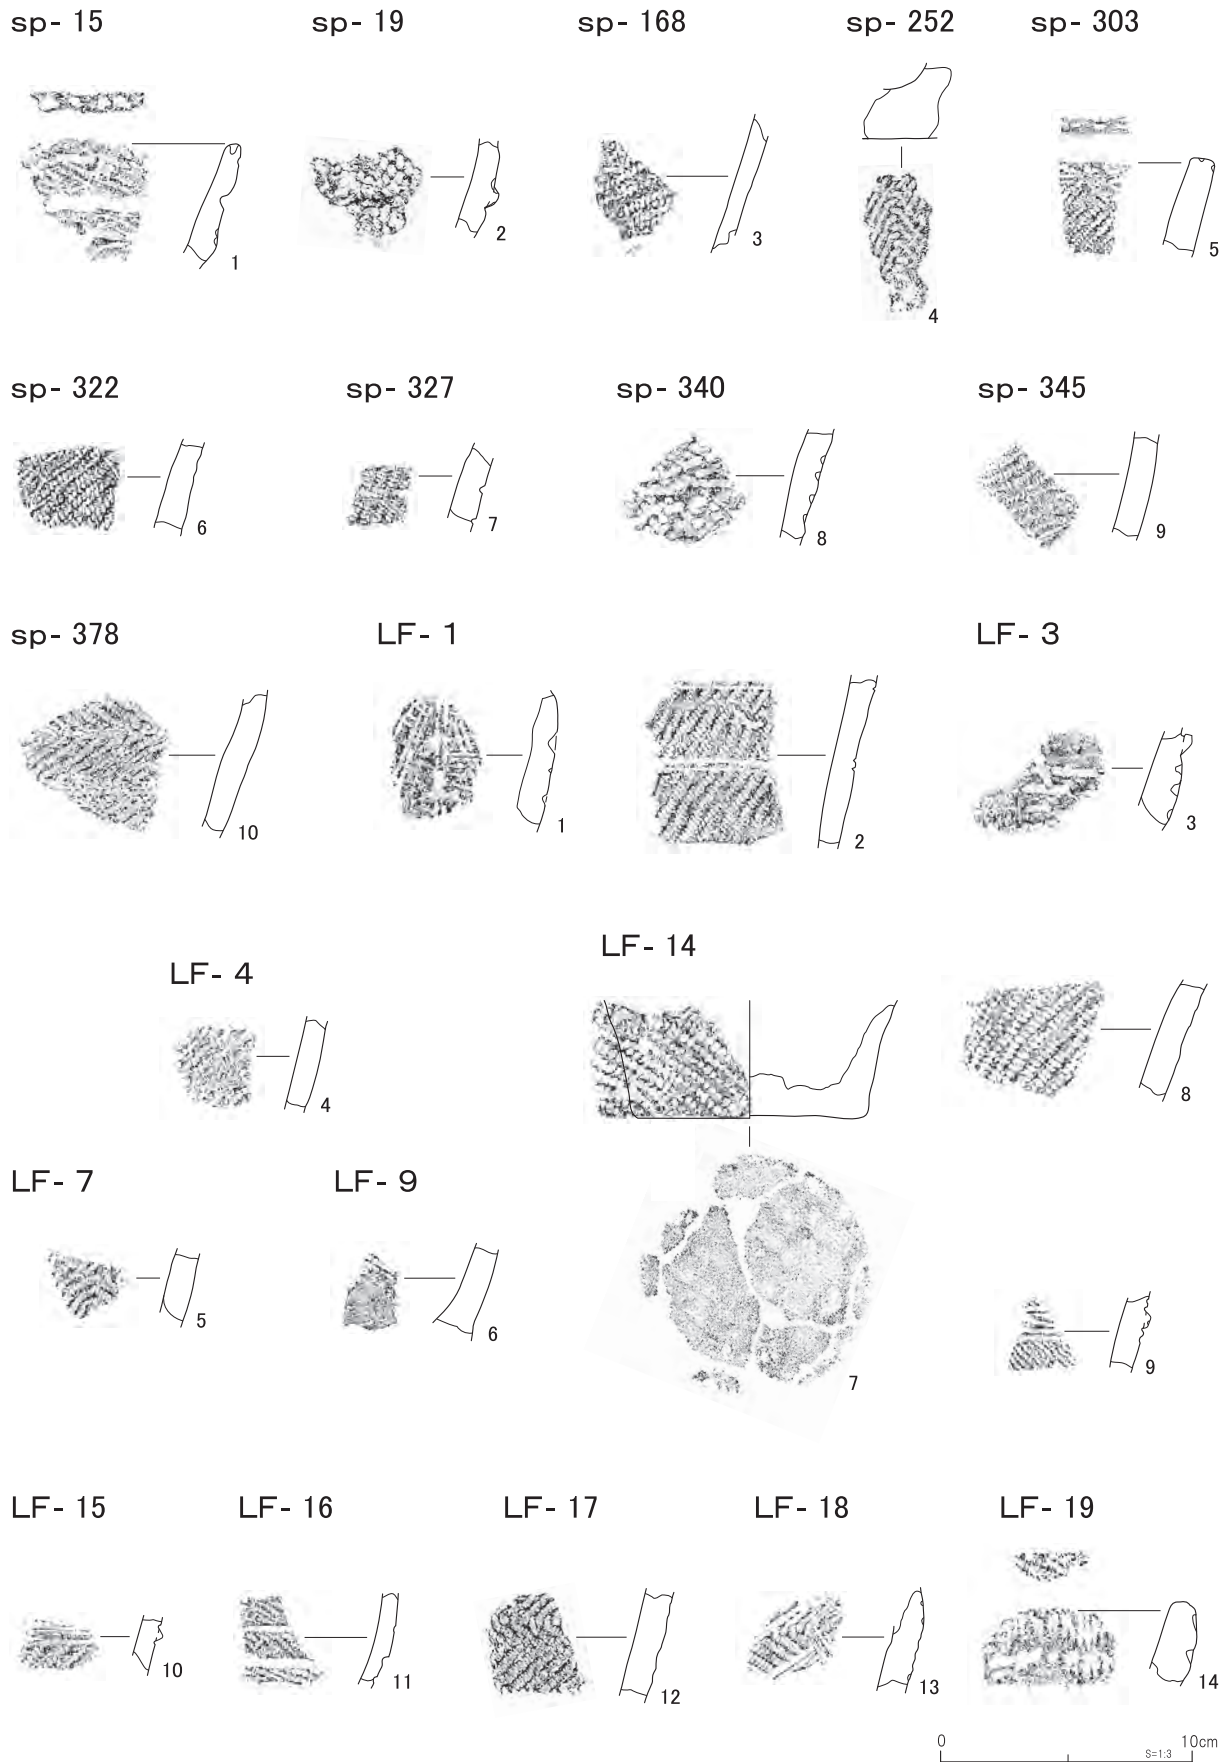 sp- 15
sp- 19
sp- 168
sp- 252
sp- 303
1
2
3
4
5
sp- 322
sp- 327
sp- 340
sp- 345
6
7
8
9
sp- 378
LF- 1
LF- 3
10
1
2
3
LF- 4
LF- 14
4
8
LF- 7
LF- 9
5
6
7
9
LF- 15
LF- 16
LF- 17
LF- 18
LF- 19
10
11
12
13
14
0 10cm
S=1:3